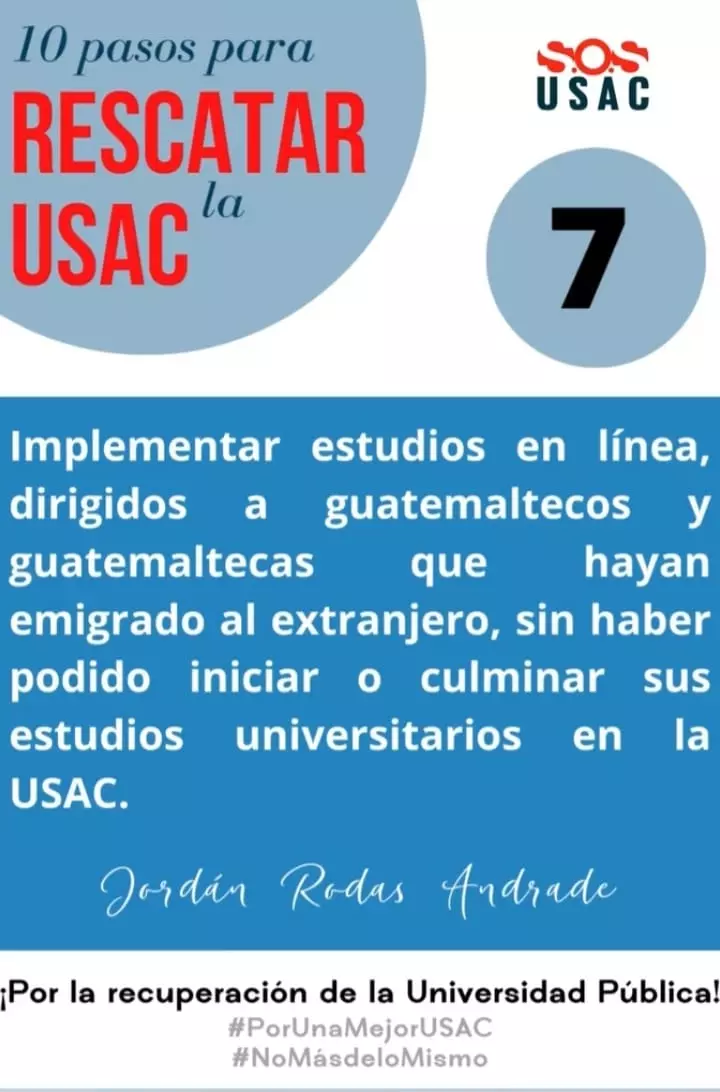 10 pasos para
RESCATAR
la
USAC
S.O.S
USAC
7
Implementar estudios en línea,
dirigidos a guatemaltecos y
guatemaltecas que hayan
emigrado al extranjero, sin haber
podido iniciar o culminar sus
estudios universitarios en la
USAC.
Jordán Rodas Andrade
¡Por la recuperación de la Universidad Pública!
#PorUnaMejorUSAC
#NoMásdeloMismo